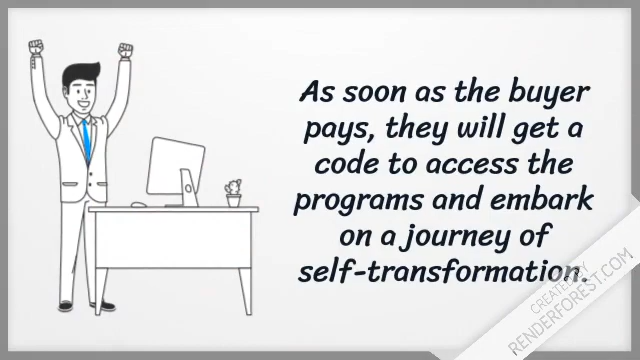 As soon as the buyer
pays, they will get a
code to access the
programs and embark
on a journey of
self-transformation.
CREATED BY
RENDERFOREST.COM